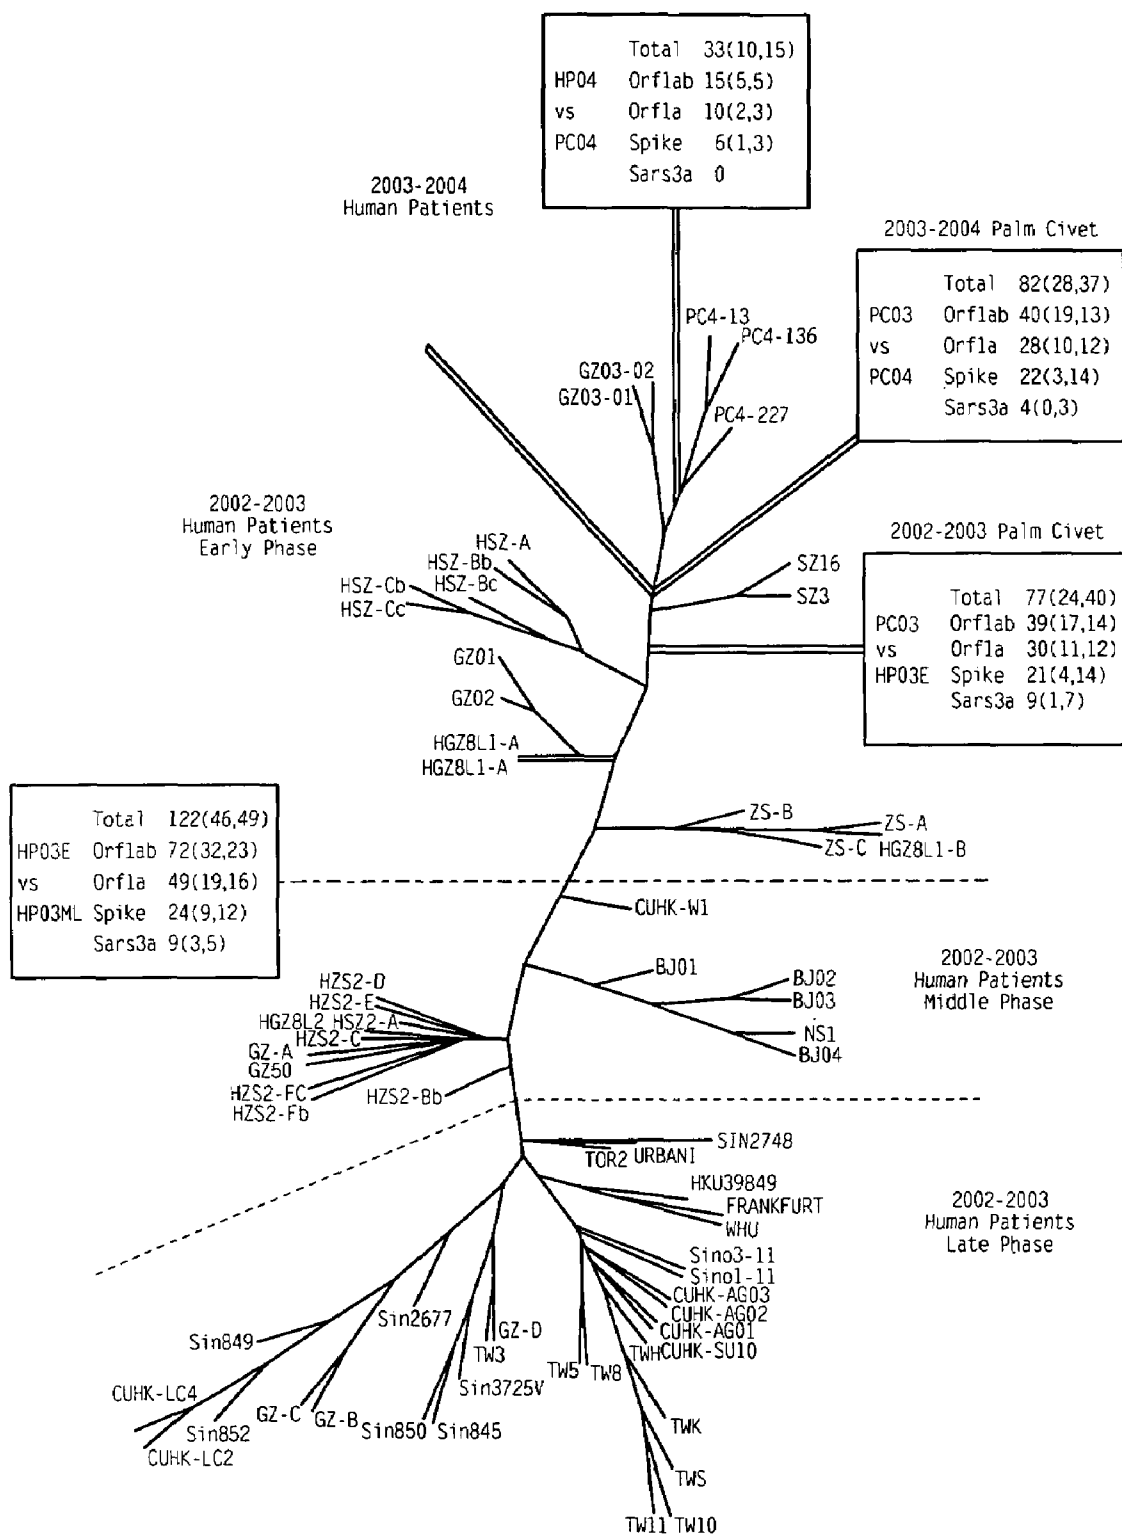 Total 33(10,15)
HP04 Orflab 15(5,5)
vs Orfla 10(2,3)
PC04 Spike 6(1,3)
Sars3a 0
2003-2004
Human Patients
2003-2004 Palm Civet
Total 82(28,37)
PC03 Orflab 40(19,13)
vs Orfla 28(10,12)
PC04 Spike 22(3,14)
Sars3a 4(0,3)
PC4-13
PC4-136
GZ03-02
GZ03-01
PC4-227
2002-2003
Human Patients
Early Phase
2002-2003 Palm Civet
Total 77(24,40)
PC03 Orflab 39(17,14)
vs Orfla 30(11,12)
HP03E Spike 21(4,14)
Sars3a 9(1,7)
HSZ-A
HSZ-Bb
HSZ-Cb HSZ-Bc
HSZ-Cc
SZ16
SZ3
GZ01
GZ02
HGZ8L1-A
HGZ8L1-A
Total 122(46,49)
HP03E Orflab 72(32,23)
vs Orfla 49(19,16)
HP03ML Spike 24(9,12)
Sars3a 9(3,5)
ZS-B
ZS-A
ZS-C HGZ8L1-B
CUHK-W1
2002-2003
Human Patients
Middle Phase
BJ01
BJ02
BJ03
NS1
BJ04
HZS2-D
HZS2-E
HGZ8L2 HSZ2-A
HZS2-C
GZ-A
GZ50
HZS2-FC
HZS2-Fb
HZS2-Bb
SIN2748
TOR2 URBANI
HKU39849
FRANKFURT
WHU
2002-2003
Human Patients
Late Phase
Sino3-11
Sino1-11
CUHK-AG03
CUHK-AG02
CUHK-AG01
TWH CUHK-SU10
Sin2677
GZ-D
TW3
Sin849
TW5 TW8
Sin3725V
CUHK-LC4
GZ-C GZ-B
Sin852
Sin850 Sin845
CUHK-LC2
TWK
TWS
TW11 TW10